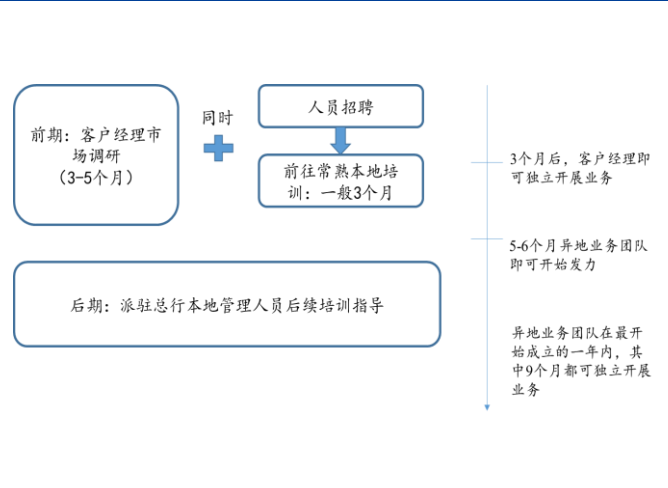 前期：客户经理市
场调研
（3-5个月）
同时
人员招聘
前往常熟本地培
训：一般3个月
后期：派驻总行本地管理人员后续培训指导
3个月后，客户经理即
可独立开展业务
5-6个月异地业务团队
即可开始发力
异地业务团队在最开
始成立的一年内，其
中9个月都可独立开展
业务